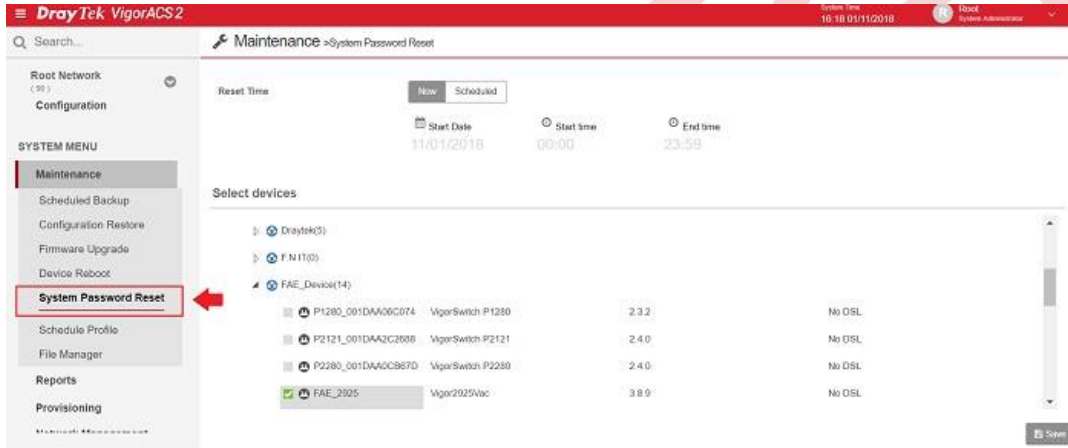 DrayTek VigorACS 2
System Time
16:18 01/11/2018
R
Root
System Administrator
Search...
Maintenance >System Password Reset
Root Network
Configuration
SYSTEM MENU
Maintenance
Scheduled Backup
Configuration Restore
Firmware Upgrade
Device Reboot
System Password Reset
Schedule Profile
File Manager
Reports
Provisioning
Network Management
Reset Time
Now Scheduled
Start Date Start time End time
11/01/2018 00:00 23:59
Select devices
Draytek(5)
F.N IT(0)
FAE_Device(14)
P1280_001DAA06C074 VigorSwitch P1280 2.3.2 No DSL
P2121_001DAA2C2688 VigorSwitch P2121 2.4.0 No DSL
P2280_001DAA0CB67D VigorSwitch P2280 2.4.0 No DSL
FAE_2925 Vigor2925Vac 3.8.9 No DSL
Save